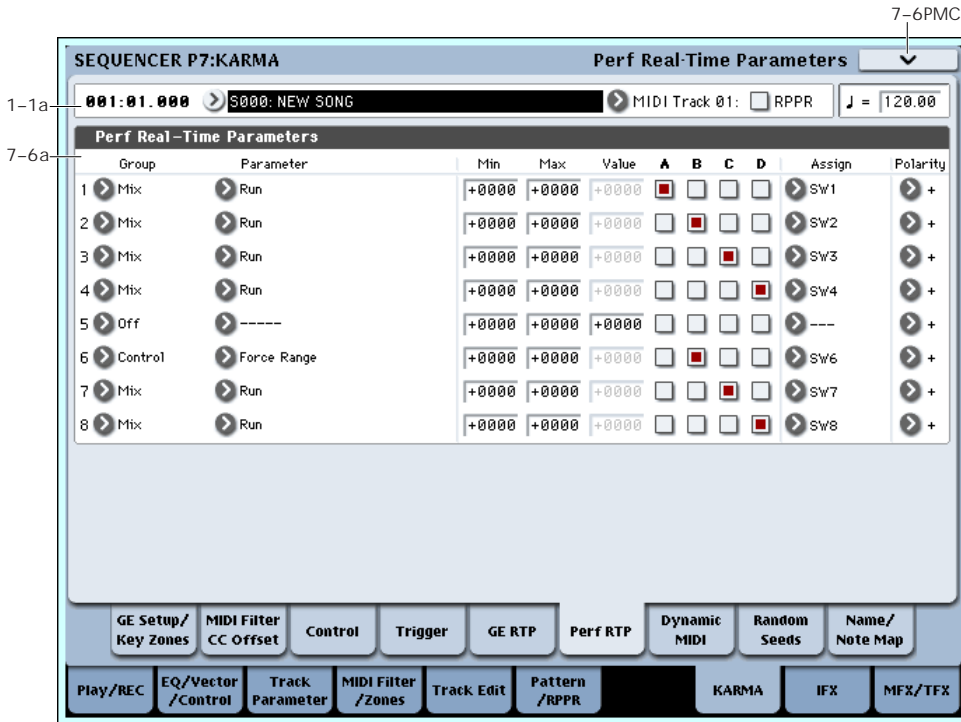 7-6PMC
SEQUENCER P7:KARMA Perf Real-Time Parameters
1-1a 001:01.000 S000: NEW SONG MIDI Track 01: RPPR ♩ = 120.00
Perf Real-Time Parameters
7-6a
Group Parameter Min Max Value A B C D Assign Polarity
1 Mix Run +0000 +0000 +0000 SW1 +
2 Mix Run +0000 +0000 +0000 SW2 +
3 Mix Run +0000 +0000 +0000 SW3 +
4 Mix Run +0000 +0000 +0000 SW4 +
5 Off ----- +0000 +0000 +0000 --- +
6 Control Force Range +0000 +0000 +0000 SW6 +
7 Mix Run +0000 +0000 +0000 SW7 +
8 Mix Run +0000 +0000 +0000 SW8 +
GE Setup/ Key Zones
MIDI Filter CC Offset
Control
Trigger
GE RTP
Perf RTP
Dynamic MIDI
Random Seeds
Name/ Note Map
Play/REC
EQ/Vector /Control
Track Parameter
MIDI Filter /Zones
Track Edit
Pattern /RPPR
KARMA
IFX
MFX/TFX